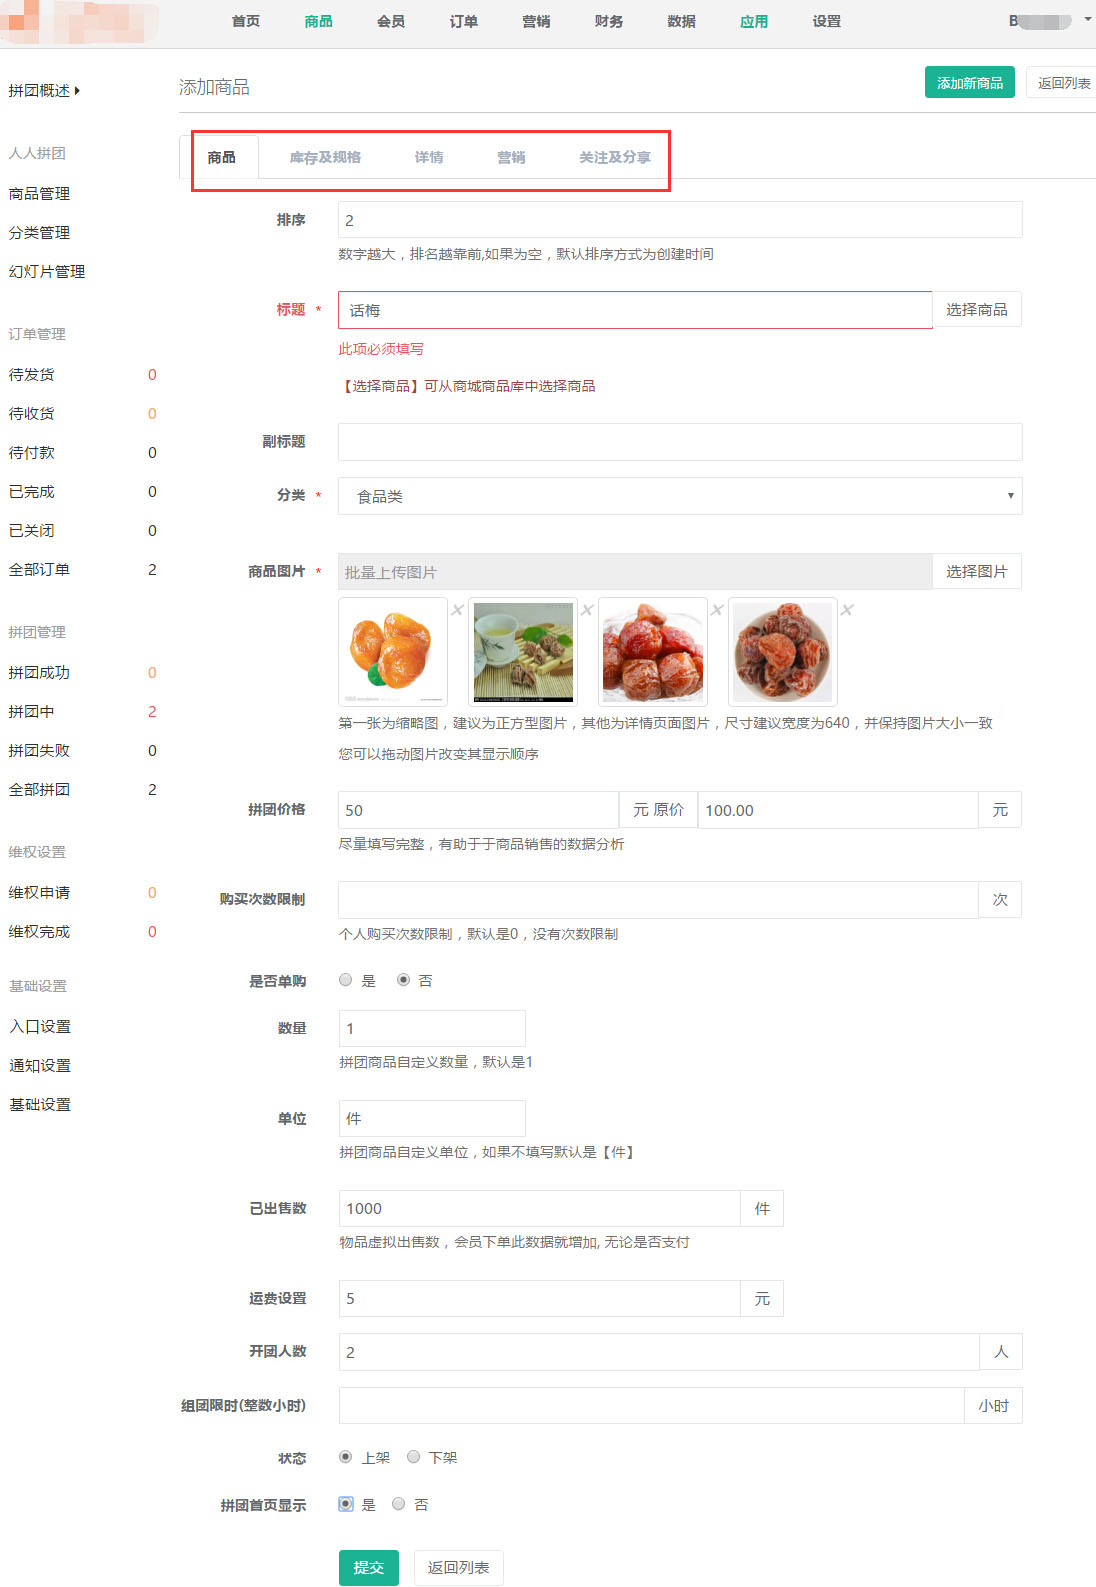 首页 商品 会员 订单 营销 财务 数据 应用 设置 B
拼团概述
添加商品
添加新商品 返回列表
人人拼团
商品管理
分类管理
幻灯片管理
订单管理
待发货 0
待收货 0
待付款 0
已完成 0
已关闭 0
全部订单 2
拼团管理
拼团成功 0
拼团中 2
拼团失败 0
全部拼团 2
维权设置
维权申请 0
维权完成 0
基础设置
入口设置
通知设置
基础设置
商品 库存及规格 详情 营销 关注及分享
排序 2
数字越大，排名越靠前,如果为空，默认排序方式为创建时间
标题 * 话梅 选择商品
此项必须填写
【选择商品】可从商城商品库中选择商品
副标题
分类 * 食品类
商品图片 * 批量上传图片 选择图片
第一张为缩略图，建议为正方型图片，其他为详情页面图片，尺寸建议宽度为640，并保持图片大小一致
您可以拖动图片改变其显示顺序
拼团价格 50 元 原价 100.00 元
尽量填写完整，有助于于商品销售的数据分析
购买次数限制 次
个人购买次数限制，默认是0，没有次数限制
是否单购 是 否
数量 1
拼团商品自定义数量，默认是1
单位 件
拼团商品自定义单位，如果不填写默认是【件】
已出售数 1000 件
物品虚拟出售数，会员下单此数据就增加, 无论是否支付
运费设置 5 元
开团人数 2 人
组团限时(整数小时) 小时
状态 上架 下架
拼团首页显示 是 否
提交 返回列表